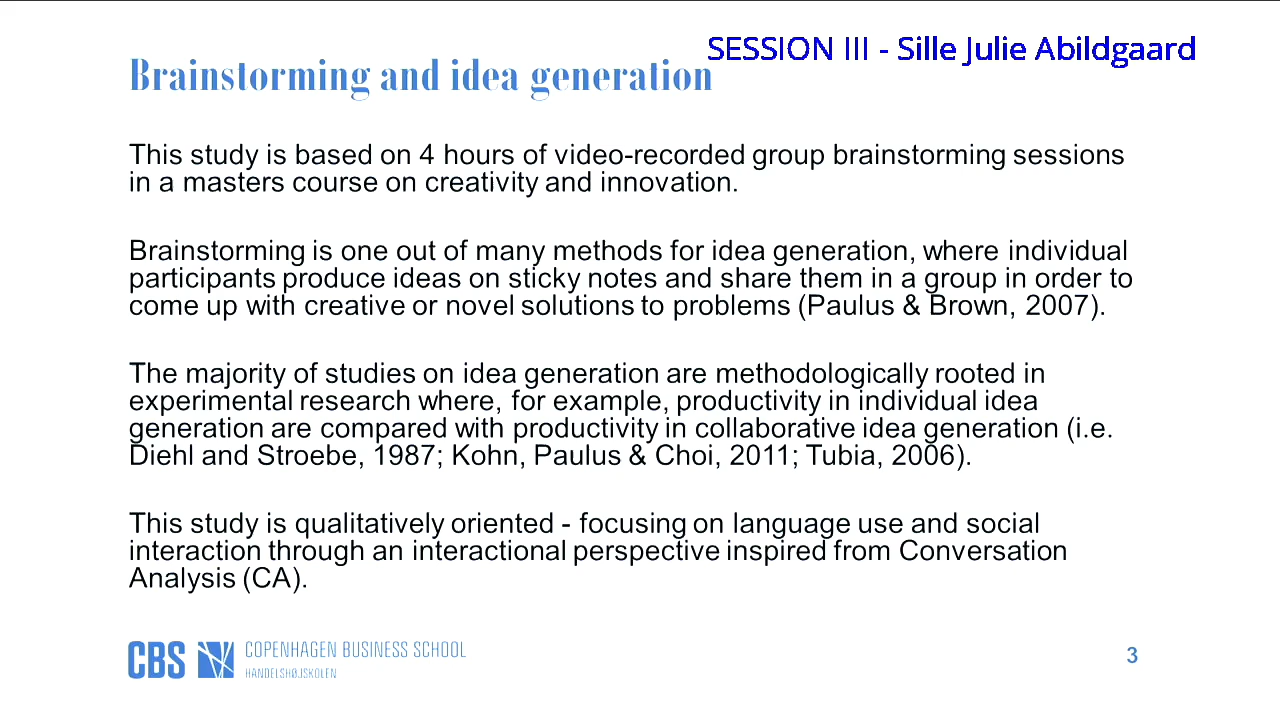 SESSION III - Sille Julie Abildgaard
Brainstorming and idea generation
This study is based on 4 hours of video-recorded group brainstorming sessions
in a masters course on creativity and innovation.
Brainstorming is one out of many methods for idea generation, where individual
participants produce ideas on sticky notes and share them in a group in order to
come up with creative or novel solutions to problems (Paulus & Brown, 2007).
The majority of studies on idea generation are methodologically rooted in
experimental research where, for example, productivity in individual idea
generation are compared with productivity in collaborative idea generation (i.e.
Diehl and Stroebe, 1987; Kohn, Paulus & Choi, 2011; Tubia, 2006).
This study is qualitatively oriented - focusing on language use and social
interaction through an interactional perspective inspired from Conversation
Analysis (CA).
CBS COPENHAGEN BUSINESS SCHOOL
HANDELSHØJSKOLEN
3